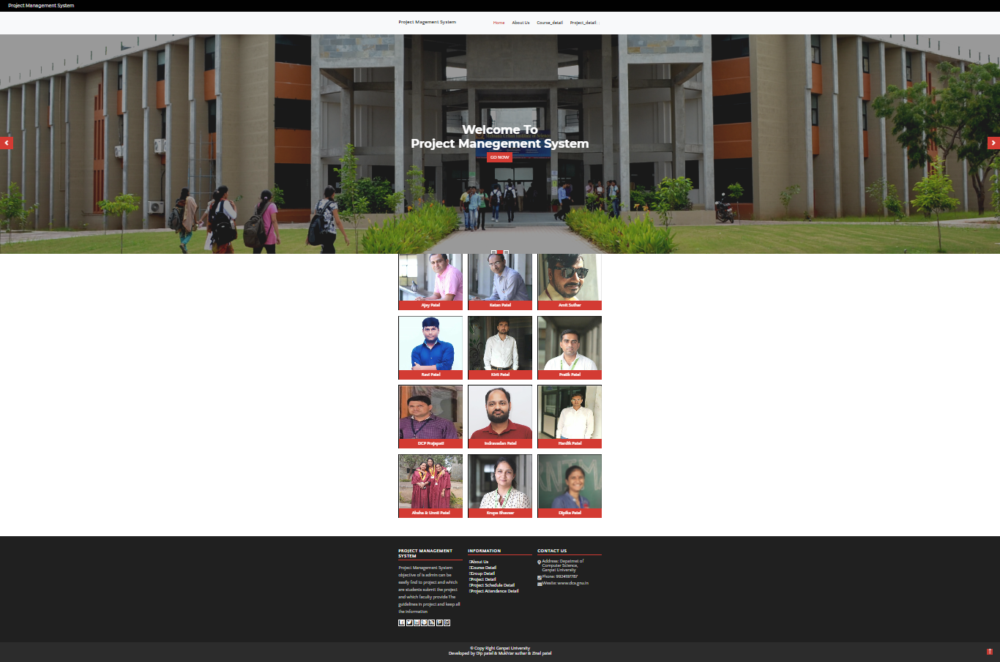 Project Management System
Project Magement System
Home
About Us
Course_detail
Project_detail
Welcome To
Project Manegement System
GO NOW
Ajay Patel
Ketan Patel
Amit Suthar
Ravi Patel
Kirit Patel
Pratik Patel
DCP Prajapati
Indravadan Patel
Hardik Patel
Krupa Bhavsar
Dipika Patel
PROJECT MANAGEMENT
SYSTEM
Project Management System
objective of is admin can be
easily find to project and which
are students submit the project
and which faculty provide The
guidelines in project and keep all
the information
INFORMATION
About Us
Course Detail
Group Detail
Project Detail
Project Schedule Detail
Project Attendance Detail
CONTACT US
Address: Depatmet of
Computer Science,
Ganpat University
Phone: 9924197787
www.dcs.gnu.in
© Copy Right Ganpat University
Developed by Dip patel & Mukhtar suthar & Zinal patel